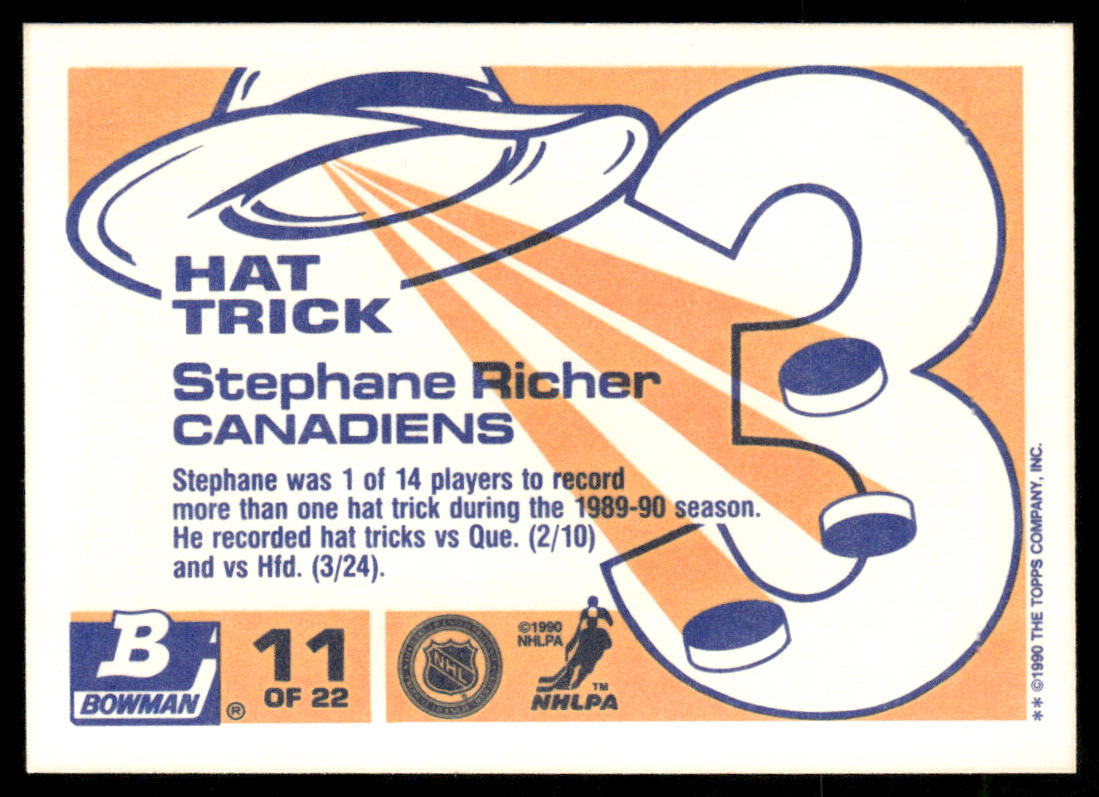 HAT
TRICK
3
Stephane Richer
CANADIENS
Stephane was 1 of 14 players to record
more than one hat trick during the 1989-90 season.
He recorded hat tricks vs Que. (2/10)
and vs Hfd. (3/24).
B
BOWMAN
®
11
OF 22
NHL
©1990
NHLPA
TM
NHLPA
** ©1990 THE TOPPS COMPANY, INC.